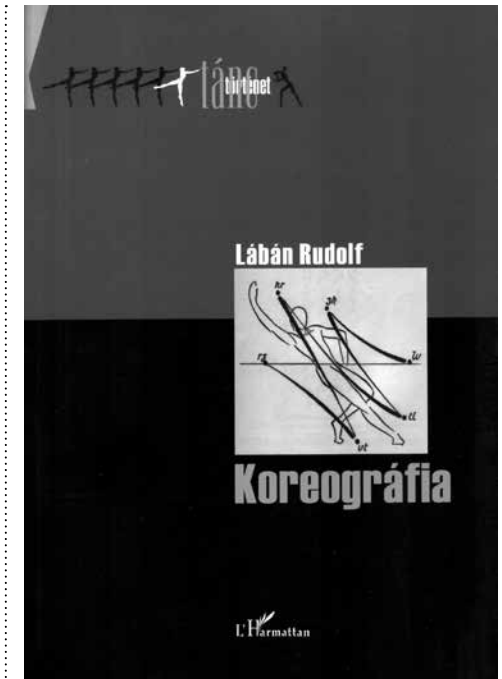 tánc
történet
Lábán Rudolf
Koreográfia
L'Harmattan